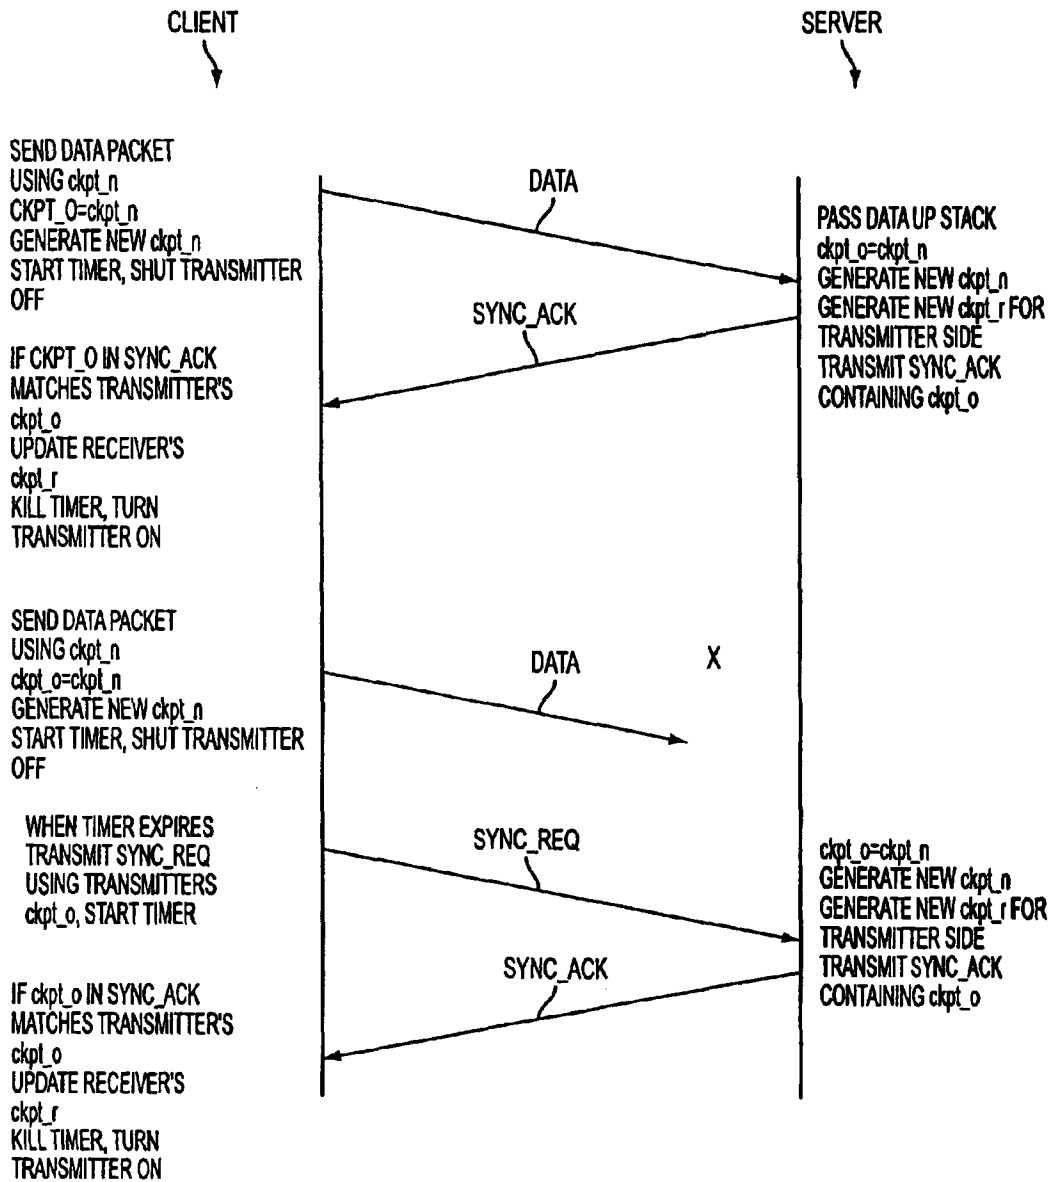 CLIENT
SERVER
SEND DATA PACKET
USING ckpt_n
CKPT_O=ckpt_n
GENERATE NEW ckpt_n
START TIMER, SHUT TRANSMITTER
OFF
DATA
PASS DATA UP STACK
ckpt_o=ckpt_n
GENERATE NEW ckpt_n
GENERATE NEW ckpt_r FOR
TRANSMITTER SIDE
TRANSMIT SYNC_ACK
CONTAINING ckpt_o
SYNC_ACK
IF CKPT_O IN SYNC_ACK
MATCHES TRANSMITTER'S
ckpt_o
UPDATE RECEIVER'S
ckpt_r
KILL TIMER, TURN
TRANSMITTER ON
SEND DATA PACKET
USING ckpt_n
ckpt_o=ckpt_n
GENERATE NEW ckpt_n
START TIMER, SHUT TRANSMITTER
OFF
DATA
X
WHEN TIMER EXPIRES
TRANSMIT SYNC_REQ
USING TRANSMITTERS
ckpt_o, START TIMER
SYNC_REQ
ckpt_o=ckpt_n
GENERATE NEW ckpt_n
GENERATE NEW ckpt_r FOR
TRANSMITTER SIDE
TRANSMIT SYNC_ACK
CONTAINING ckpt_o
SYNC_ACK
IF ckpt_o IN SYNC_ACK
MATCHES TRANSMITTER'S
ckpt_o
UPDATE RECEIVER'S
ckpt_r
KILL TIMER, TURN
TRANSMITTER ON